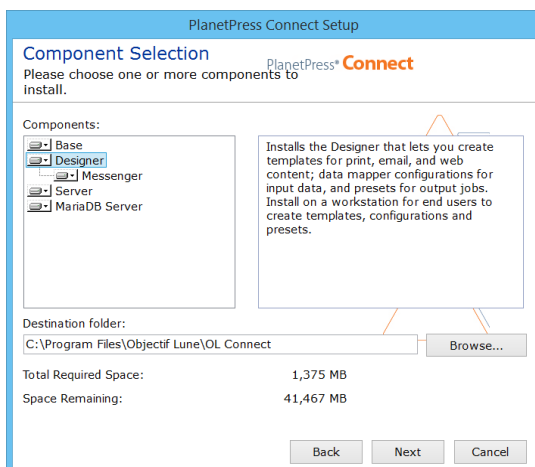 PlanetPress Connect Setup
Component Selection
PlanetPress® Connect
Please choose one or more components to
install.
Components:
Base
Designer
Messenger
Server
MariaDB Server
Installs the Designer that lets you create
templates for print, email, and web
content; data mapper configurations for
input data, and presets for output jobs.
Install on a workstation for end users to
create templates, configurations and
presets.
Destination folder:
C:\Program Files\Objectif Lune\OL Connect
Browse...
Total Required Space: 1,375 MB
Space Remaining: 41,467 MB
Back Next Cancel